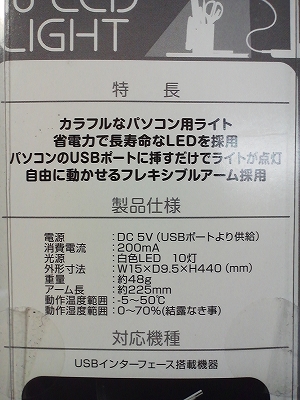 LED
LIGHT
特長
カラフルなパソコン用ライト
省電力で長寿命なLEDを採用
パソコンのUSBポートに挿すだけでライトが点灯
自由に動かせるフレキシブルアーム採用
製品仕様
電源 : DC 5V (USBポートより供給)
消費電流 : 200mA
光源 : 白色LED 10灯
外形寸法 : W15×D9.5×H440 (mm)
重量 : 約48g
アーム長 : 約225mm
動作温度範囲 : -5~50℃
動作湿度範囲 : 0~70%(結露なき事)
対応機種
USBインターフェース搭載機器